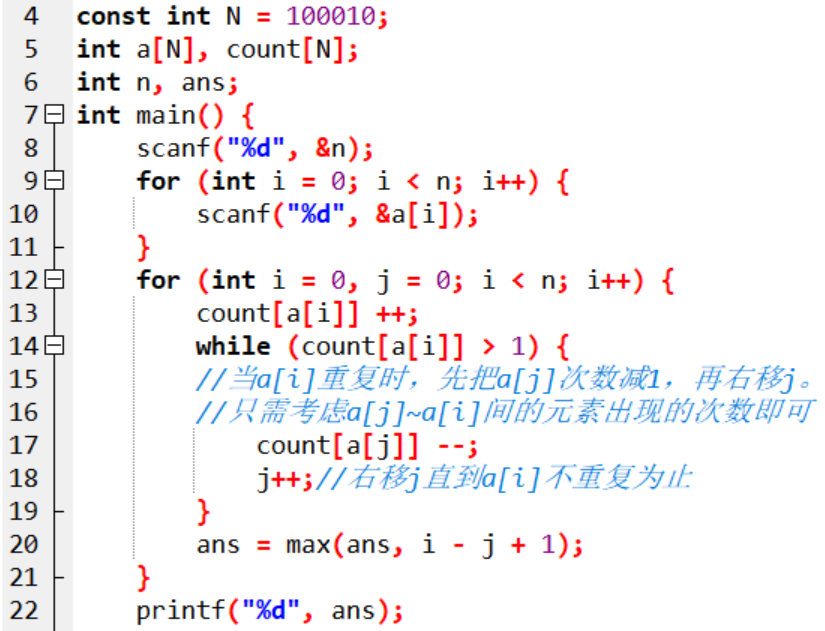 4 const int N = 100010;
5 int a[N], count[N];
6 int n, ans;
7 int main() {
8 scanf("%d", &n);
9 for (int i = 0; i < n; i++) {
10 scanf("%d", &a[i]);
11 }
12 for (int i = 0, j = 0; i < n; i++) {
13 count[a[i]] ++;
14 while (count[a[i]] > 1) {
15 //当a[i]重复时，先把a[j]次数减1，再右移j。
16 //只需考虑a[j]~a[i]间的元素出现的次数即可
17 count[a[j]] --;
18 j++;//右移j直到a[i]不重复为止
19 }
20 ans = max(ans, i - j + 1);
21 }
22 printf("%d", ans);